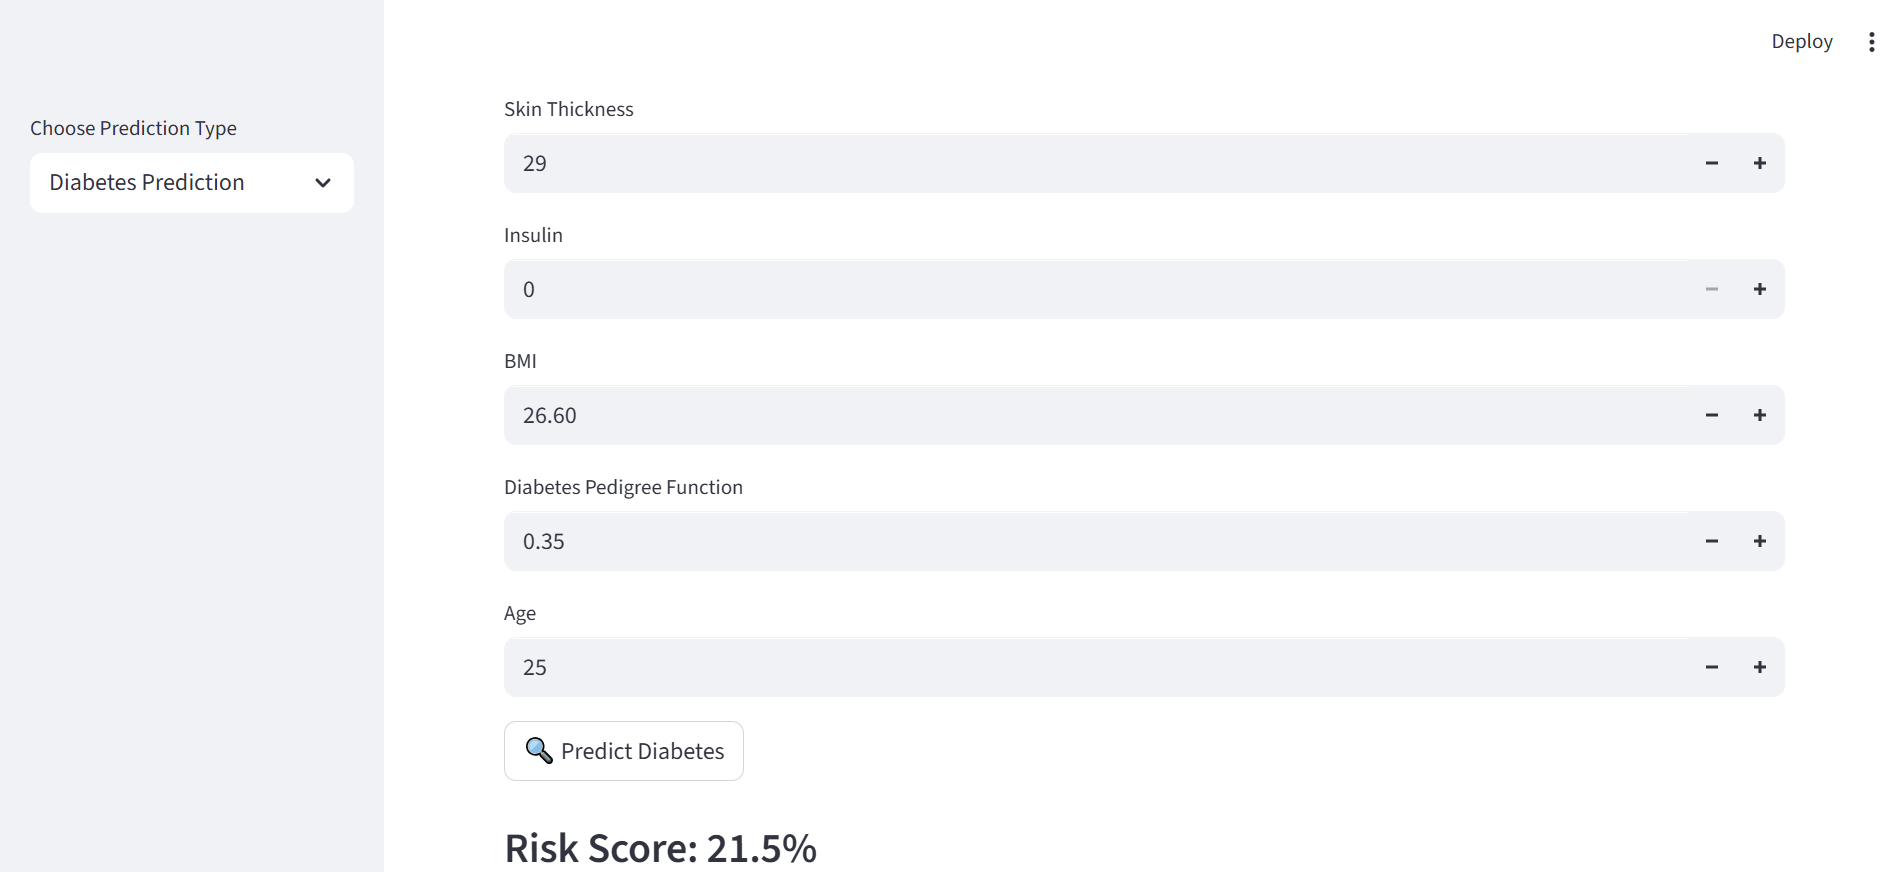 Deploy
Choose Prediction Type
Diabetes Prediction
Skin Thickness
29
Insulin
0
BMI
26.60
Diabetes Pedigree Function
0.35
Age
25
Predict Diabetes
Risk Score: 21.5%